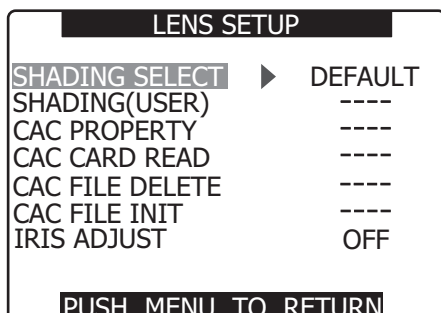 LENS SETUP
SHADING SELECT ▶ DEFAULT
SHADING(USER) ----
CAC PROPERTY ----
CAC CARD READ ----
CAC FILE DELETE ----
CAC FILE INIT ----
IRIS ADJUST OFF
PUSH MENU TO RETURN